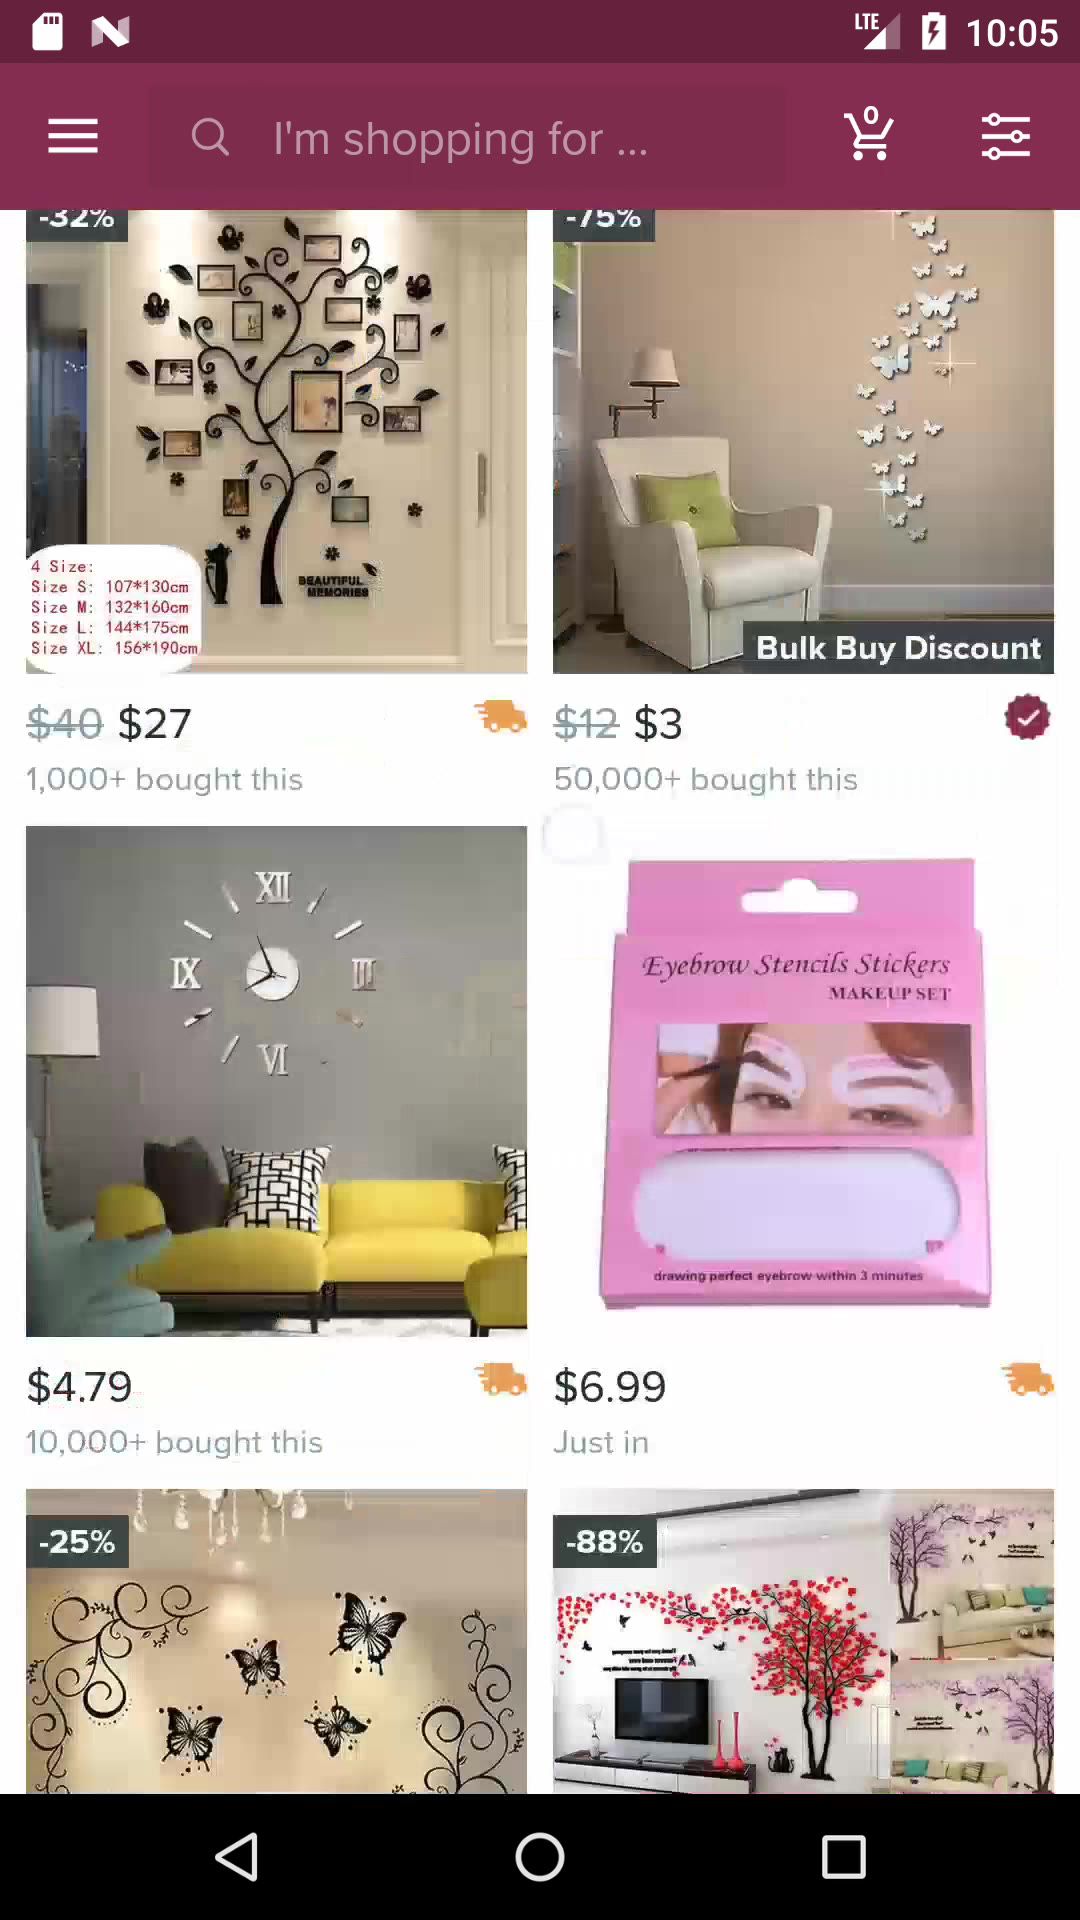 LTE 10:05
I'm shopping for ...
0
-32%
-75%
4 Size:
Size S: 107*130cm
Size M: 132*160cm
Size L: 144*175cm
Size XL: 156*190cm
BEAUTIFUL
MEMORIES
Bulk Buy Discount
$40 $27
$12 $3
1,000+ bought this
50,000+ bought this
XII
IX
III
VI
Eyebrow Stencils Stickers
MAKEUP SET
drawing perfect eyebrow within 3 minutes
$4.79
$6.99
10,000+ bought this
Just in
-25%
-88%